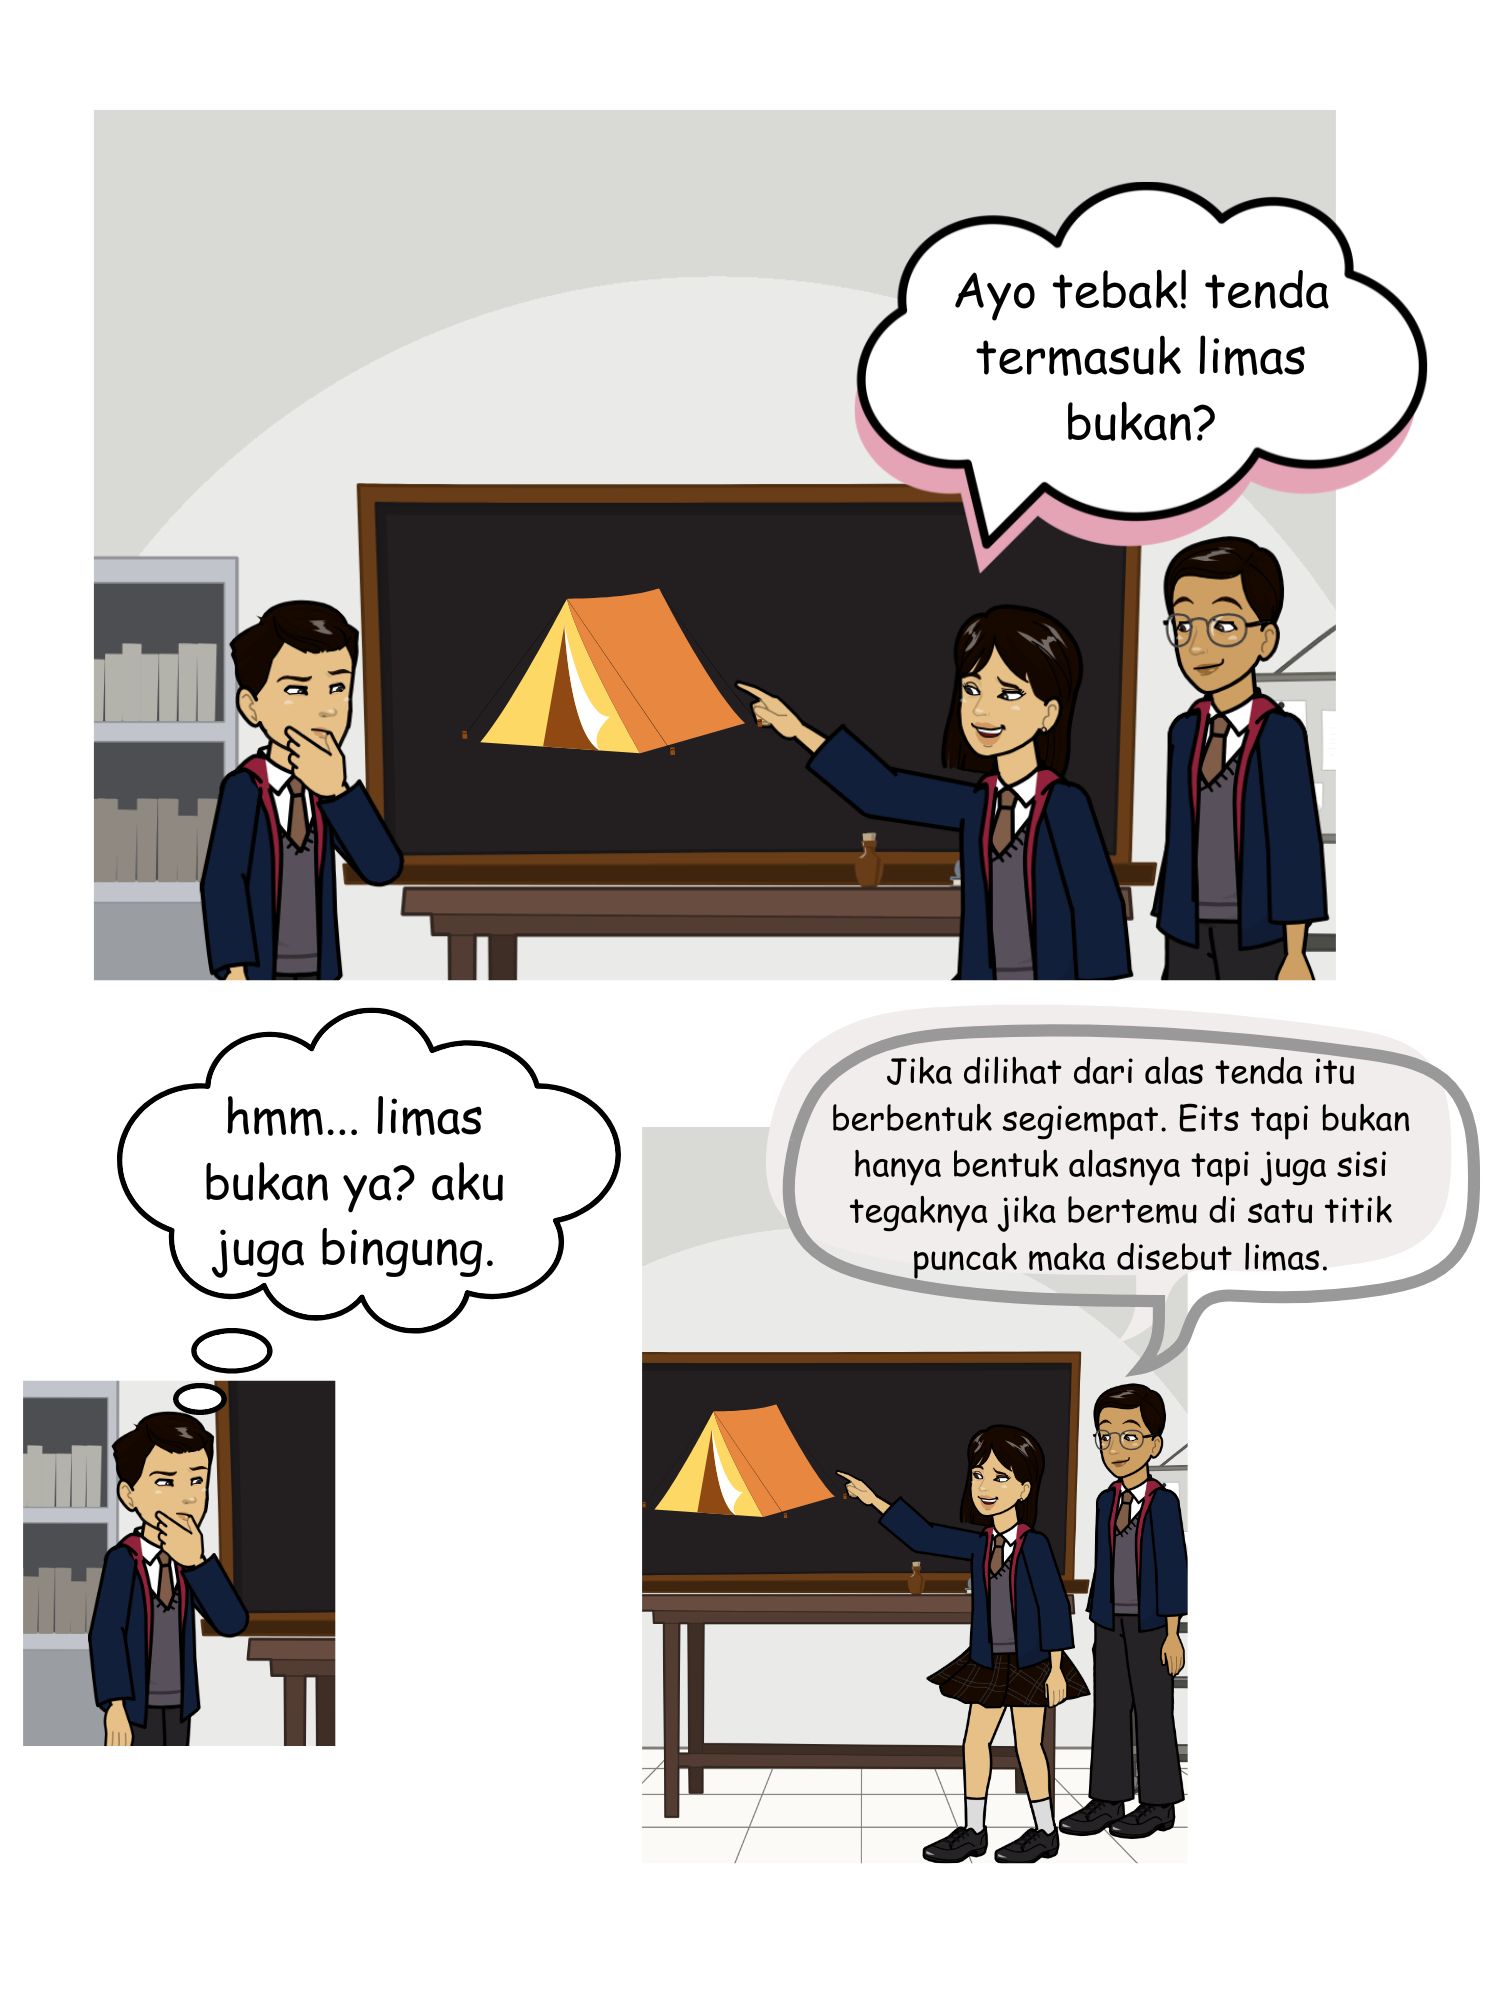 Ayo tebak! tenda
termasuk limas
bukan?
hmm... limas
bukan ya? aku
juga bingung.
Jika dilihat dari alas tenda itu
berbentuk segiempat. Eits tapi bukan
hanya bentuk alasnya tapi juga sisi
tegaknya jika bertemu di satu titik
puncak maka disebut limas.